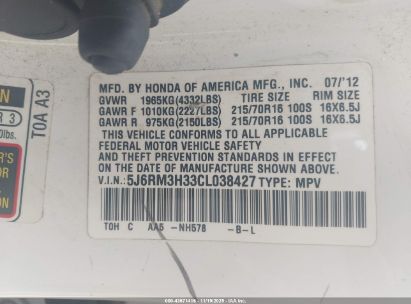 MFD. BY HONDA OF AMERICA MFG., INC. 07/'12
GVWR 1965KG(4332LBS) TIRE SIZE RIM SIZE
GAWR F 1010KG(2227LBS) 215/70R16 100S 16X6.5J
GAWR R 975KG(2150LBS) 215/70R16 100S 16X6.5J
THIS VEHICLE CONFORMS TO ALL APPLICABLE
FEDERAL MOTOR VEHICLE SAFETY AND
THEFT PREVENTION STANDARDS IN EFFECT
ON THE DATE OF MANUFACTURE SHOWN ABOVE.
V.I.N.: 5J6RM3H33CL038427 TYPE: MPV
TOH C AA5 -NH578 -B-L
T0A A3
R 3
0lbs.
R'S